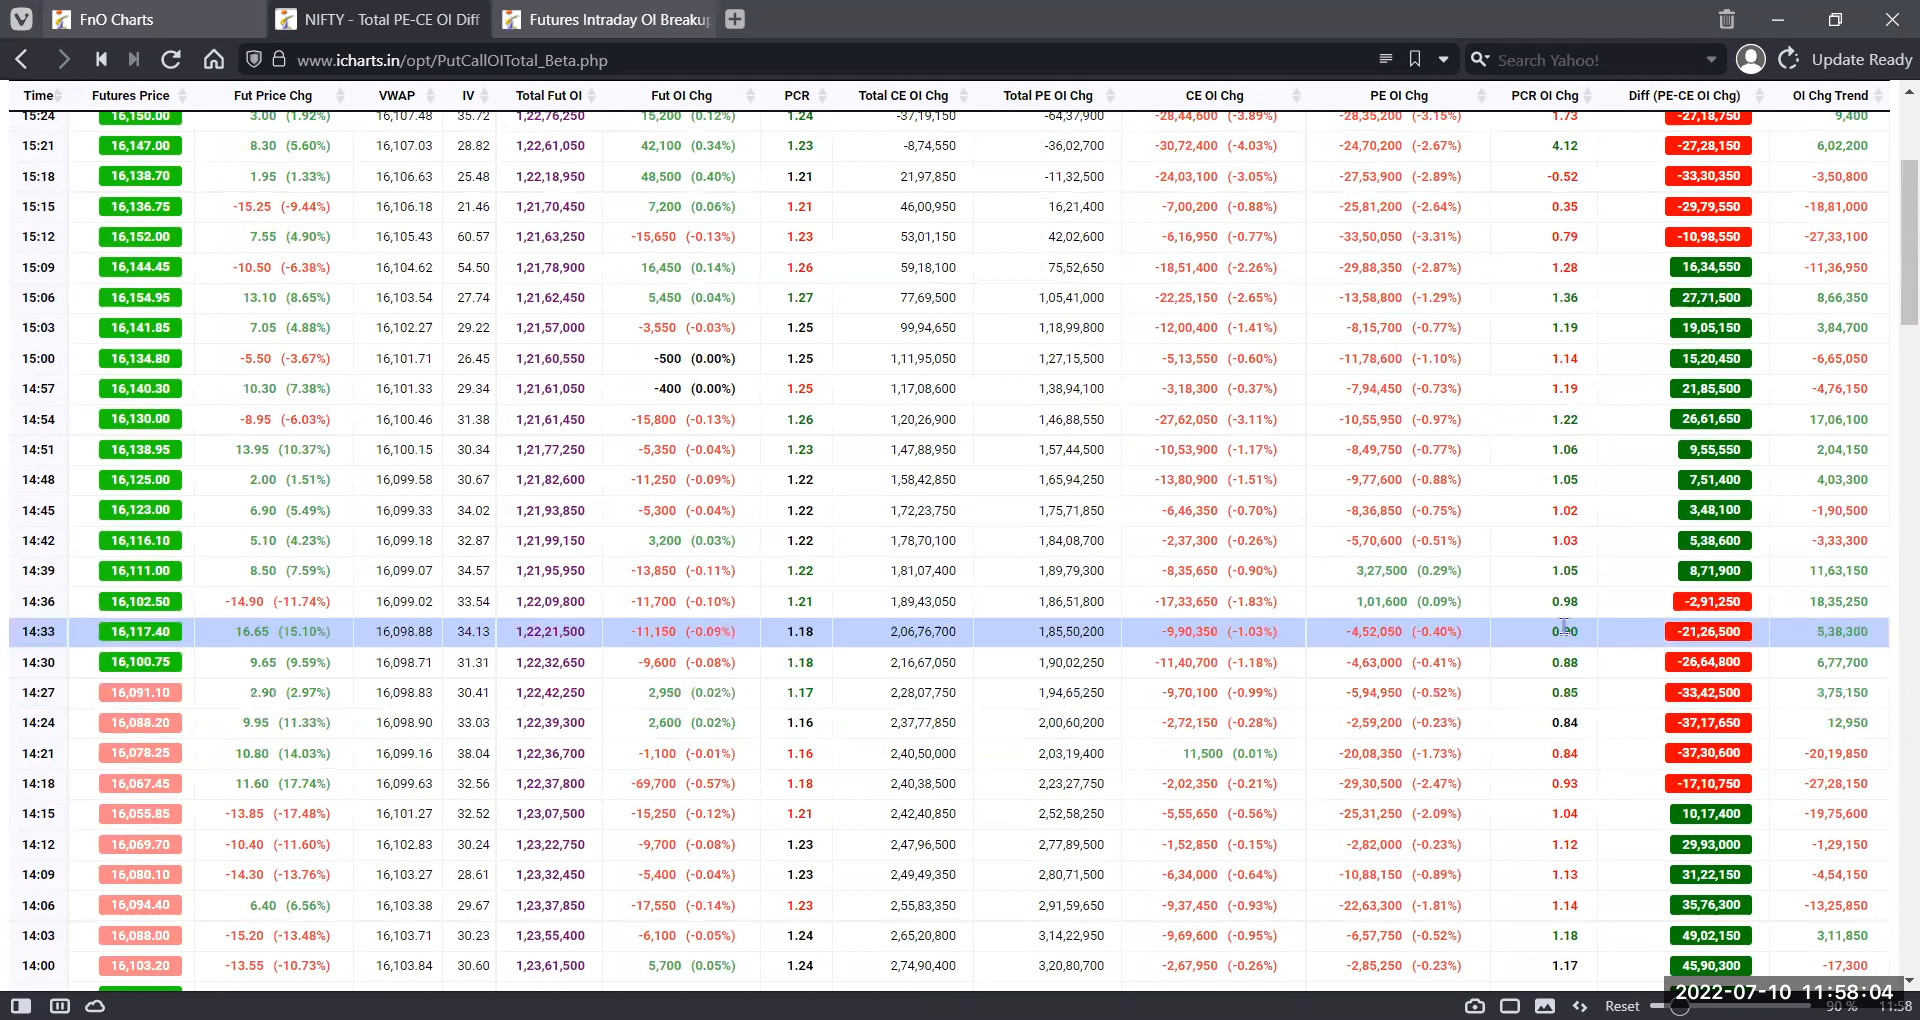 FnO Charts NIFTY - Total PE-CE OI Diff Futures Intraday OI Breakup
www.icharts.in/opt/PutCallOITotal_Beta.php Search Yahoo! Update Ready
Time Futures Price Fut Price Chg VWAP IV Total Fut OI Fut OI Chg PCR Total CE OI Chg Total PE OI Chg CE OI Chg PE OI Chg PCR OI Chg Diff (PE-CE OI Chg) OI Chg Trend
15:24 16,150.00 3.00 (1.92%) 16,107.48 35.72 1,22,76,250 15,200 (0.12%) 1.24 -37,19,150 -64,37,900 -28,44,600 (-3.89%) -28,35,200 (-3.15%) 1.73 -27,18,750 9,400
15:21 16,147.00 8.30 (5.60%) 16,107.03 28.82 1,22,61,050 42,100 (0.34%) 1.23 -8,74,550 -36,02,700 -30,72,400 (-4.03%) -24,70,200 (-2.67%) 4.12 -27,28,150 6,02,200
15:18 16,138.70 1.95 (1.33%) 16,106.63 25.48 1,22,18,950 48,500 (0.40%) 1.21 21,97,850 -11,32,500 -24,03,100 (-3.05%) -27,53,900 (-2.89%) -0.52 -33,30,350 -3,50,800
15:15 16,136.75 -15.25 (-9.44%) 16,106.18 21.46 1,21,70,450 7,200 (0.06%) 1.21 46,00,950 16,21,400 -7,00,200 (-0.88%) -25,81,200 (-2.64%) 0.35 -29,79,550 -18,81,000
15:12 16,152.00 7.55 (4.90%) 16,105.43 60.57 1,21,63,250 -15,650 (-0.13%) 1.23 53,01,150 42,02,600 -6,16,950 (-0.77%) -33,50,050 (-3.31%) 0.79 -10,98,550 -27,33,100
15:09 16,144.45 -10.50 (-6.38%) 16,104.62 54.50 1,21,78,900 16,450 (0.14%) 1.26 59,18,100 75,52,650 -18,51,400 (-2.26%) -29,88,350 (-2.87%) 1.28 16,34,550 -11,36,950
15:06 16,154.95 13.10 (8.65%) 16,103.54 27.74 1,21,62,450 5,450 (0.04%) 1.27 77,69,500 1,05,41,000 -22,25,150 (-2.65%) -13,58,800 (-1.29%) 1.36 27,71,500 8,66,350
15:03 16,141.85 7.05 (4.88%) 16,102.27 29.22 1,21,57,000 -3,550 (-0.03%) 1.25 99,94,650 1,18,99,800 -12,00,400 (-1.41%) -8,15,700 (-0.77%) 1.19 19,05,150 3,84,700
15:00 16,134.80 -5.50 (-3.67%) 16,101.71 26.45 1,21,60,550 -500 (0.00%) 1.25 1,11,95,050 1,27,15,500 -5,13,550 (-0.60%) -11,78,600 (-1.10%) 1.14 15,20,450 -6,65,050
14:57 16,140.30 10.30 (7.38%) 16,101.33 29.34 1,21,61,050 -400 (0.00%) 1.25 1,17,08,600 1,38,94,100 -3,18,300 (-0.37%) -7,94,450 (-0.73%) 1.19 21,85,500 -4,76,150
14:54 16,130.00 -8.95 (-6.03%) 16,100.46 31.38 1,21,61,450 -15,800 (-0.13%) 1.26 1,20,26,900 1,46,88,550 -27,62,050 (-3.11%) -10,55,950 (-0.97%) 1.22 26,61,650 17,06,100
14:51 16,138.95 13.95 (10.37%) 16,100.15 30.34 1,21,77,250 -5,350 (-0.04%) 1.23 1,47,88,950 1,57,44,500 -10,53,900 (-1.17%) -8,49,750 (-0.77%) 1.06 9,55,550 2,04,150
14:48 16,125.00 2.00 (1.51%) 16,099.58 30.67 1,21,82,600 -11,250 (-0.09%) 1.22 1,58,42,850 1,65,94,250 -13,80,900 (-1.51%) -9,77,600 (-0.88%) 1.05 7,51,400 4,03,300
14:45 16,123.00 6.90 (5.49%) 16,099.33 34.02 1,21,93,850 -5,300 (-0.04%) 1.22 1,72,23,750 1,75,71,850 -6,46,350 (-0.70%) -8,36,850 (-0.75%) 1.02 3,48,100 -1,90,500
14:42 16,116.10 5.10 (4.23%) 16,099.18 32.87 1,21,99,150 3,200 (0.03%) 1.22 1,78,70,100 1,84,08,700 -2,37,300 (-0.26%) -5,70,600 (-0.51%) 1.03 5,38,600 -3,33,300
14:39 16,111.00 8.50 (7.59%) 16,099.07 34.57 1,21,95,950 -13,850 (-0.11%) 1.22 1,81,07,400 1,89,79,300 -8,35,650 (-0.90%) 3,27,500 (0.29%) 1.05 8,71,900 11,63,150
14:36 16,102.50 -14.90 (-11.74%) 16,099.02 33.54 1,22,09,800 -11,700 (-0.10%) 1.21 1,89,43,050 1,86,51,800 -17,33,650 (-1.83%) 1,01,600 (0.09%) 0.98 -2,91,250 18,35,250
14:33 16,117.40 16.65 (15.10%) 16,098.88 34.13 1,22,21,500 -11,150 (-0.09%) 1.18 2,06,76,700 1,85,50,200 -9,90,350 (-1.03%) -4,52,050 (-0.40%) 0.90 -21,26,500 5,38,300
14:30 16,100.75 9.65 (9.59%) 16,098.71 31.31 1,22,32,650 -9,600 (-0.08%) 1.18 2,16,67,050 1,90,02,250 -11,40,700 (-1.18%) -4,63,000 (-0.41%) 0.88 -26,64,800 6,77,700
14:27 16,091.10 2.90 (2.97%) 16,098.83 30.41 1,22,42,250 2,950 (0.02%) 1.17 2,28,07,750 1,94,65,250 -9,70,100 (-0.99%) -5,94,950 (-0.52%) 0.85 -33,42,500 3,75,150
14:24 16,088.20 9.95 (11.33%) 16,098.90 33.03 1,22,39,300 2,600 (0.02%) 1.16 2,37,77,850 2,00,60,200 -2,72,150 (-0.28%) -2,59,200 (-0.23%) 0.84 -37,17,650 12,950
14:21 16,078.25 10.80 (14.03%) 16,099.16 38.04 1,22,36,700 -1,100 (-0.01%) 1.16 2,40,50,000 2,03,19,400 11,500 (0.01%) -20,08,350 (-1.73%) 0.84 -37,30,600 -20,19,850
14:18 16,067.45 11.60 (17.74%) 16,099.63 32.56 1,22,37,800 -69,700 (-0.57%) 1.18 2,40,38,500 2,23,27,750 -2,02,350 (-0.21%) -29,30,500 (-2.47%) 0.93 -17,10,750 -27,28,150
14:15 16,055.85 -13.85 (-17.48%) 16,101.27 32.52 1,23,07,500 -15,250 (-0.12%) 1.21 2,42,40,850 2,52,58,250 -5,55,650 (-0.56%) -25,31,250 (-2.09%) 1.04 10,17,400 -19,75,600
14:12 16,069.70 -10.40 (-11.60%) 16,102.83 30.24 1,23,22,750 -9,700 (-0.08%) 1.23 2,47,96,500 2,77,89,500 -1,52,850 (-0.15%) -2,82,000 (-0.23%) 1.12 29,93,000 -1,29,150
14:09 16,080.10 -14.30 (-13.76%) 16,103.27 28.61 1,23,32,450 -5,400 (-0.04%) 1.23 2,49,49,350 2,80,71,500 -6,34,000 (-0.64%) -10,88,150 (-0.89%) 1.13 31,22,150 -4,54,150
14:06 16,094.40 6.40 (6.56%) 16,103.38 29.67 1,23,37,850 -17,550 (-0.14%) 1.23 2,55,83,350 2,91,59,650 -9,37,450 (-0.93%) -22,63,300 (-1.81%) 1.14 35,76,300 -13,25,850
14:03 16,088.00 -15.20 (-13.48%) 16,103.71 30.23 1,23,55,400 -6,100 (-0.05%) 1.24 2,65,20,800 3,14,22,950 -9,69,600 (-0.95%) -6,57,750 (-0.52%) 1.18 49,02,150 3,11,850
14:00 16,103.20 -13.55 (-10.73%) 16,103.84 30.60 1,23,61,500 5,700 (0.05%) 1.24 2,74,90,400 3,20,80,700 -2,67,950 (-0.26%) -2,85,250 (-0.23%) 1.17 45,90,300 -17,300
2022-07-10 11:58:04
Reset 90 % 11:58